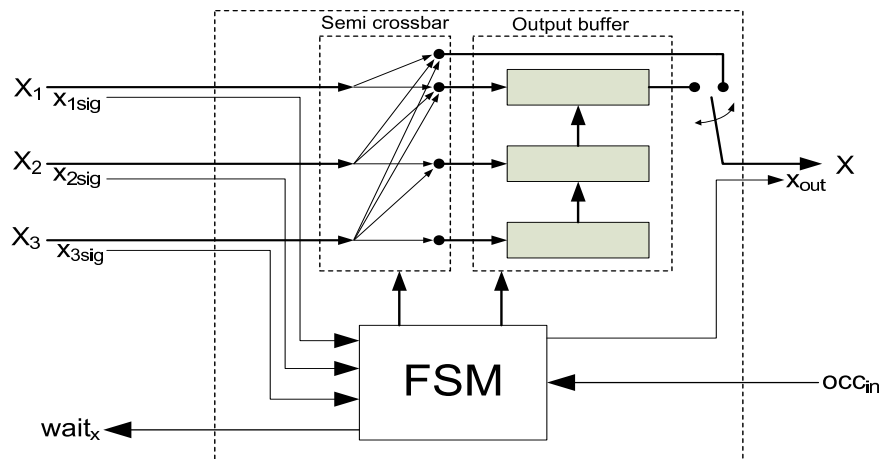 Semi crossbar
Output buffer
X1
x1sig
X2
x2sig
X
xout
X3
x3sig
FSM
occin
waitx